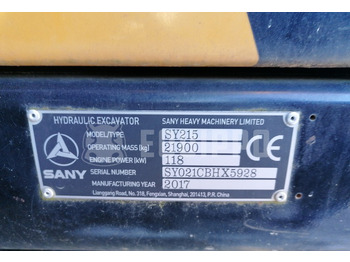 HYDRAULIC EXCAVATOR SANY HEAVY MACHINERY LIMITED
MODEL/TYPE SY215
OPERATING MASS (kg) 21900
ENGINE POWER (kW) 118
SERIAL NUMBER SY021CBHX5928
MANUFACTURING YEAR 2017
SANY
CE
Lianggang Road, No. 318, Fengxian, Shanghai, 201413, P.R. China